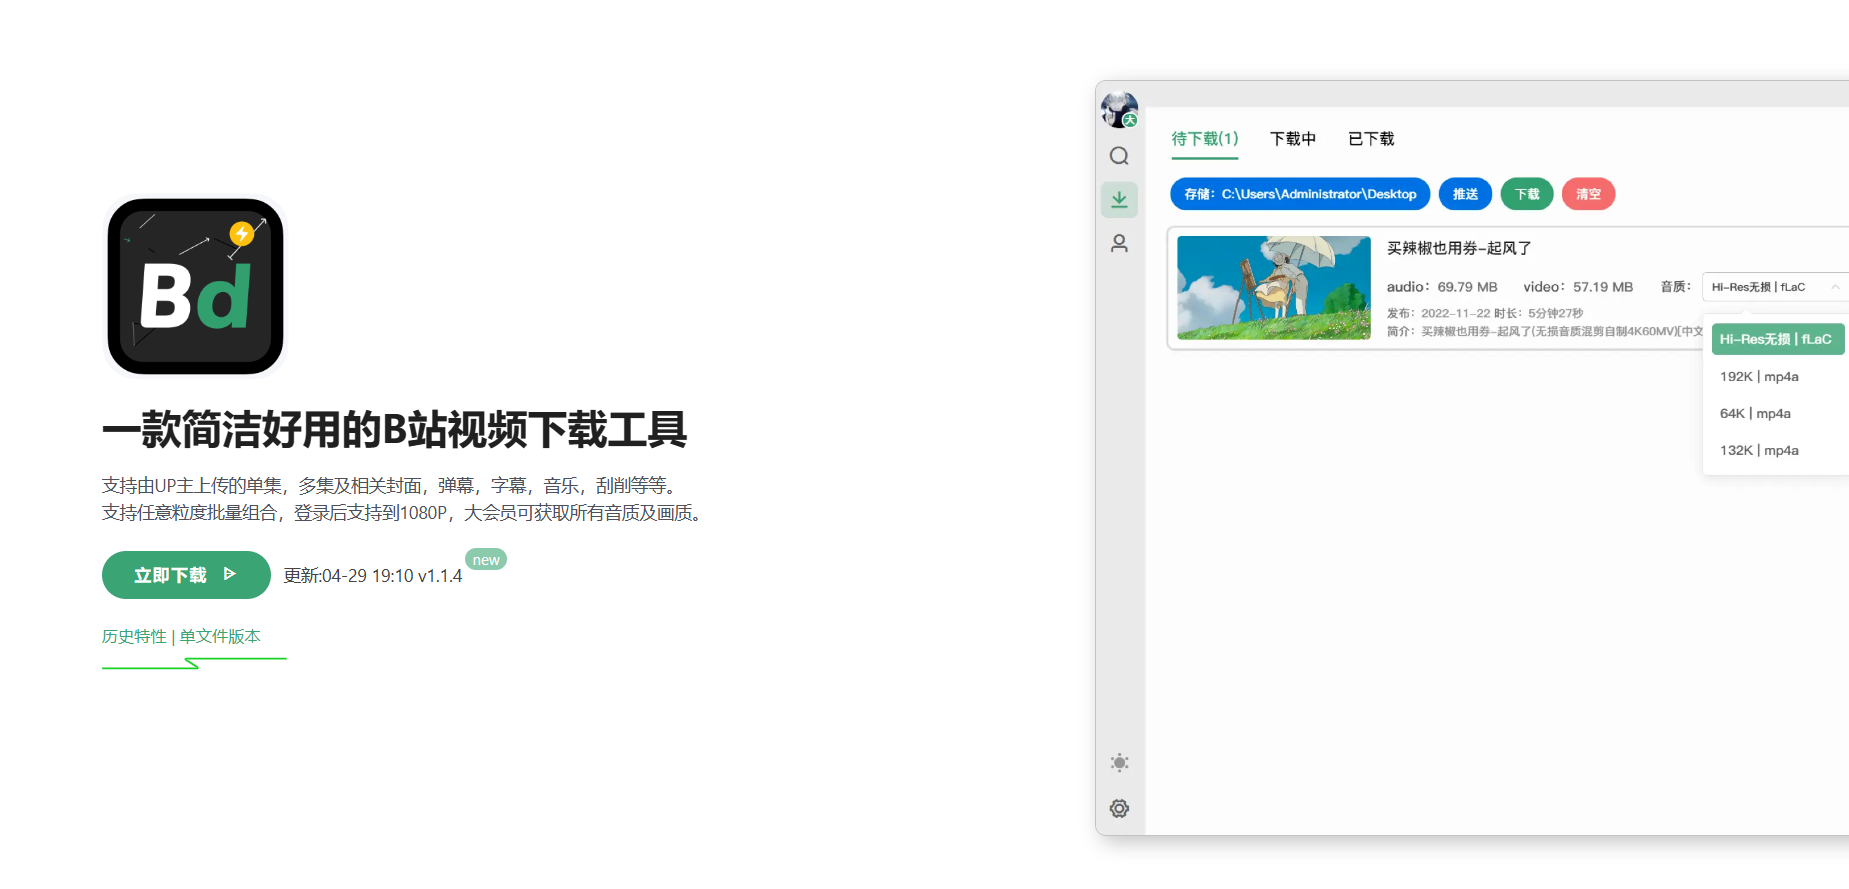 Bd
一款简洁好用的B站视频下载工具
支持由UP主上传的单集，多集及相关封面，弹幕，字幕，音乐，刮削等等。
支持任意粒度批量组合，登录后支持到1080P，大会员可获取所有音质及画质。
立即下载
更新:04-29 19:10 v1.1.4 new
历史特性 | 单文件版本
大
待下载(1) 下载中 已下载
存储：C:\Users\Administrator\Desktop 推送 下载 清空
买辣椒也用券-起风了
audio：69.79 MB video：57.19 MB 音质： Hi-Res无损 | fLaC
发布：2022-11-22 时长：5分钟27秒
简介：买辣椒也用券-起风了(无损音质混剪自制4K60MV)[中文
Hi-Res无损 | fLaC
192K | mp4a
64K | mp4a
132K | mp4a